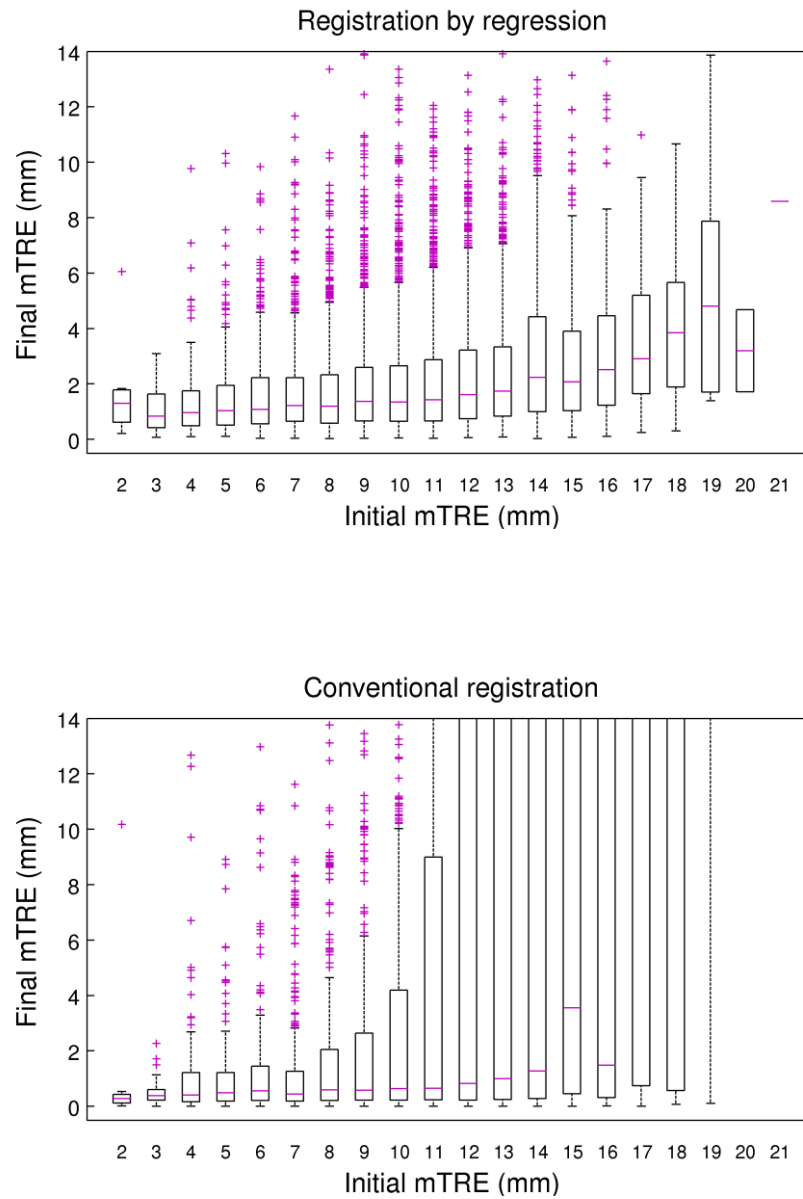 Registration by regression
14
12
10
8
6
4
2
0
Final mTRE (mm)
2 3 4 5 6 7 8 9 10 11 12 13 14 15 16 17 18 19 20 21
Initial mTRE (mm)
Conventional registration
14
12
10
8
6
4
2
0
Final mTRE (mm)
2 3 4 5 6 7 8 9 10 11 12 13 14 15 16 17 18 19 20 21
Initial mTRE (mm)